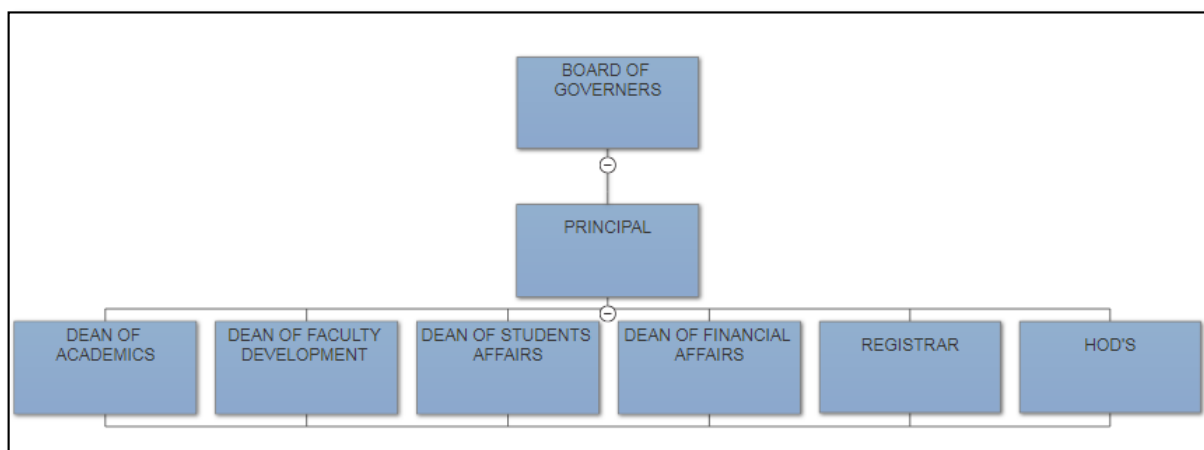 BOARD OF
GOVERNERS
PRINCIPAL
DEAN OF
ACADEMICS
DEAN OF FACULTY
DEVELOPMENT
DEAN OF STUDENTS
AFFAIRS
DEAN OF FINANCIAL
AFFAIRS
REGISTRAR
HOD'S